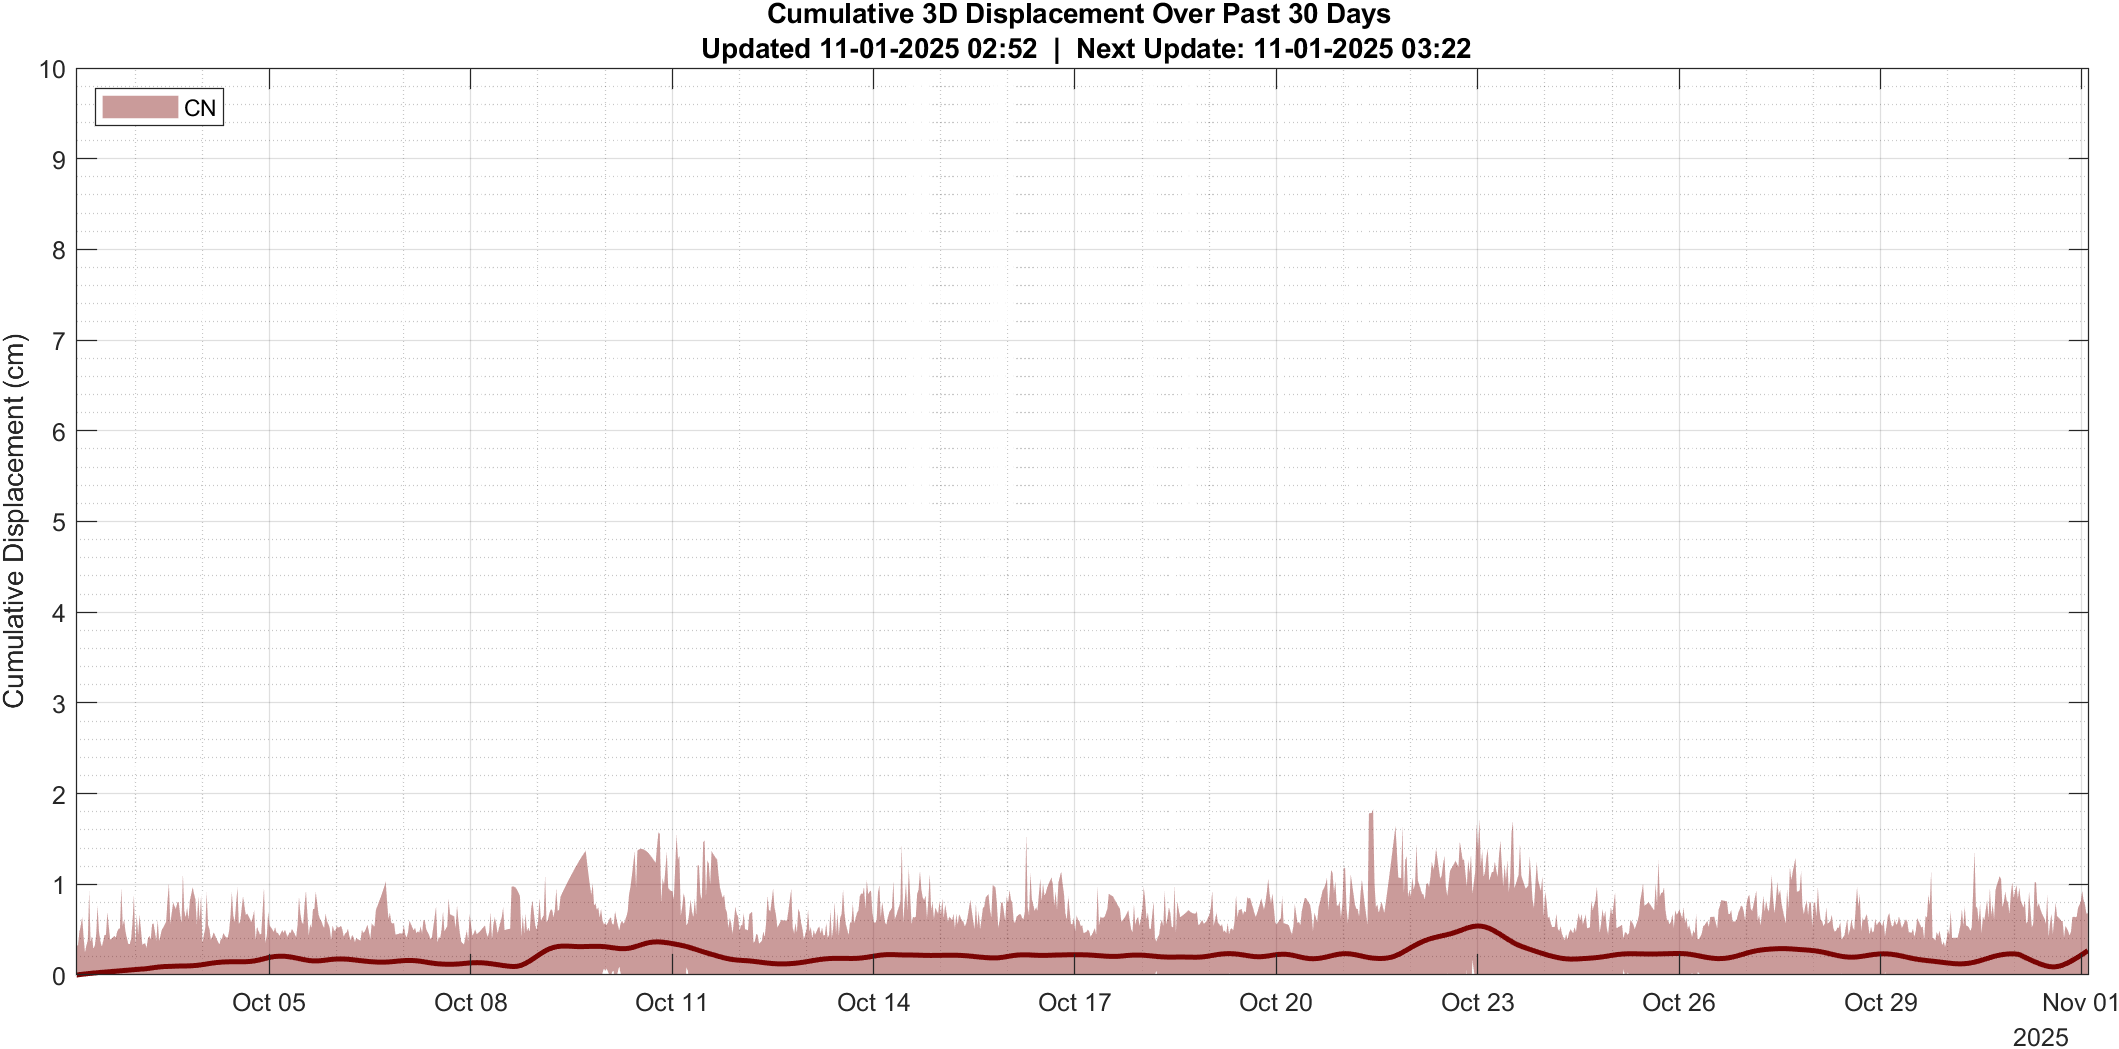 Cumulative 3D Displacement Over Past 30 Days
Updated 11-01-2025 02:52 | Next Update: 11-01-2025 03:22
CN
Cumulative Displacement (cm)
10
9
8
7
6
5
4
3
2
1
0
Oct 05 Oct 08 Oct 11 Oct 14 Oct 17 Oct 20 Oct 23 Oct 26 Oct 29 Nov 01
2025